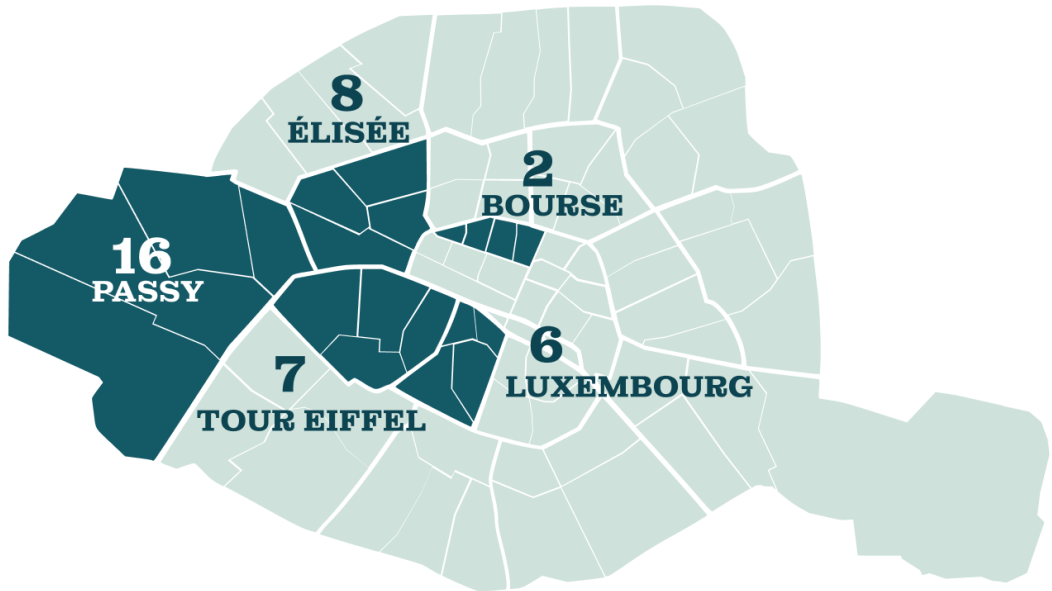 8
ÉLISÉE
2
BOURSE
16
PASSY
6
LUXEMBOURG
7
TOUR EIFFEL